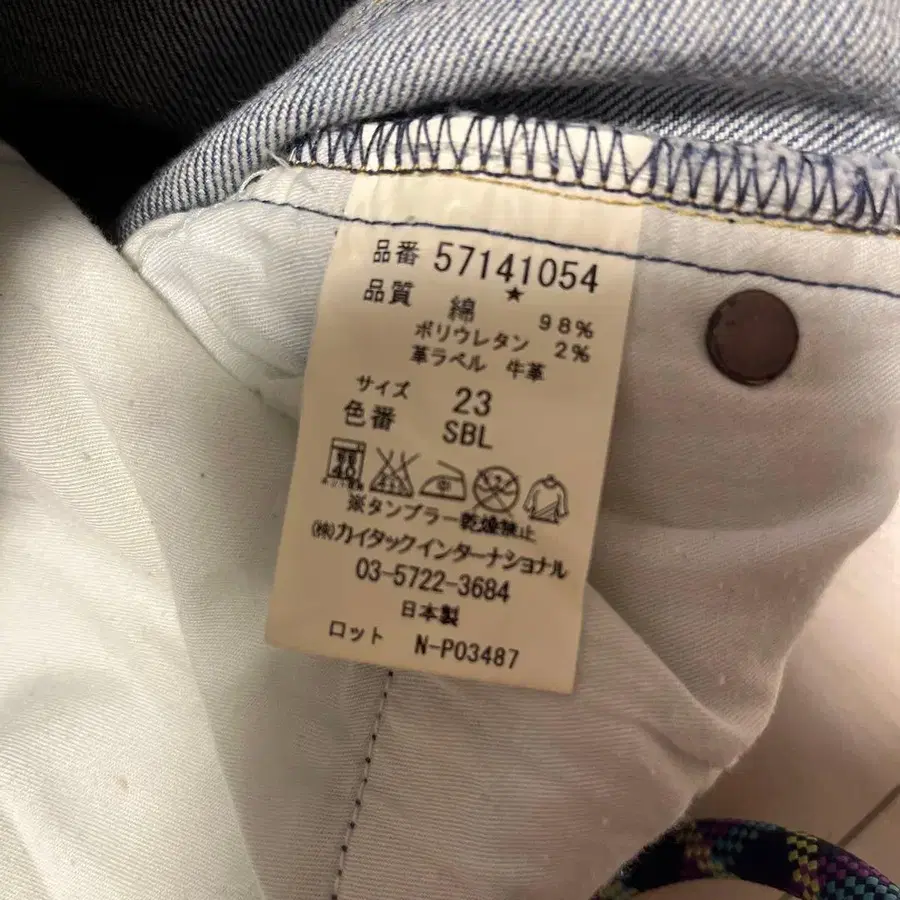 品番 57141054
★
品質 綿 98%
ポリウレタン 2%
革ラベル 牛革
サイズ 23
色番 SBL
40
※タンブラー乾燥禁止
㈱カイタックインターナショナル
03-5722-3684
日本製
ロット N-P03487